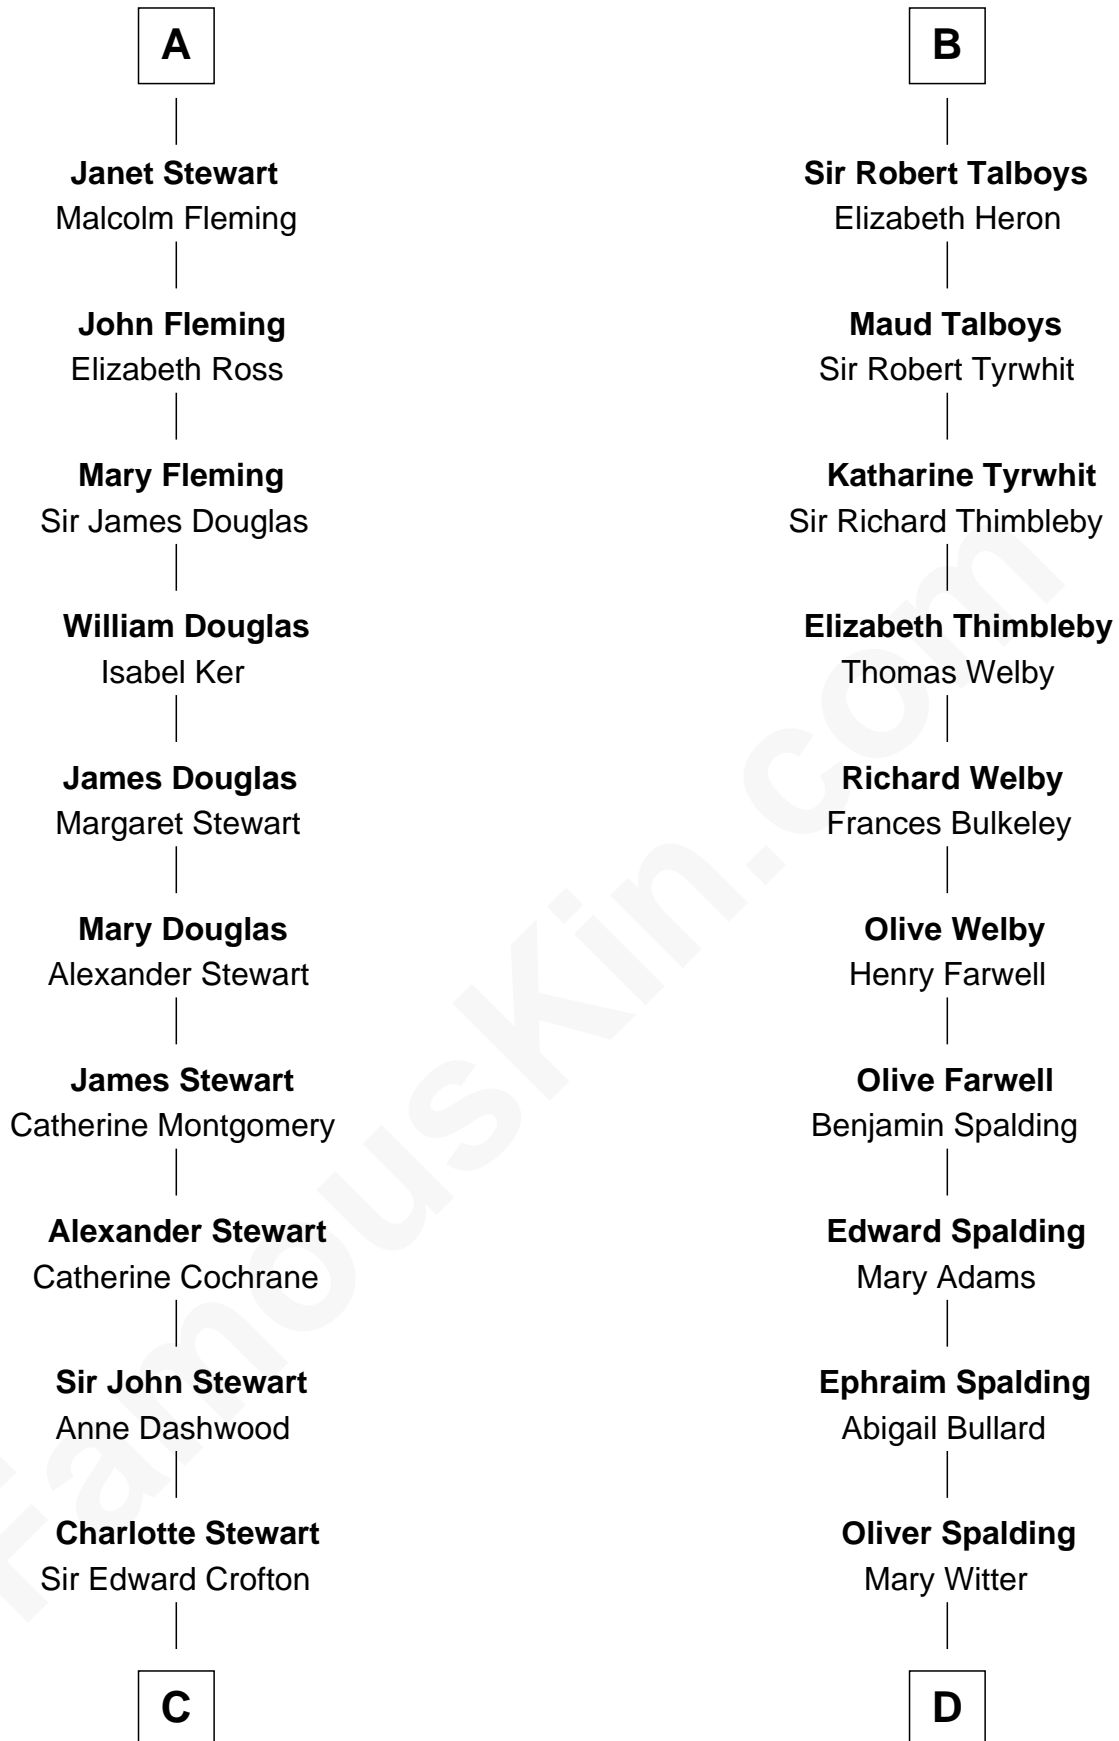 A
Janet Stewart
Malcolm Fleming
John Fleming
Elizabeth Ross
Mary Fleming
Sir James Douglas
William Douglas
Isabel Ker
James Douglas
Margaret Stewart
Mary Douglas
Alexander Stewart
James Stewart
Catherine Montgomery
Alexander Stewart
Catherine Cochrane
Sir John Stewart
Anne Dashwood
Charlotte Stewart
Sir Edward Crofton
C
B
Sir Robert Talboys
Elizabeth Heron
Maud Talboys
Sir Robert Tyrwhit
Katharine Tyrwhit
Sir Richard Thimbleby
Elizabeth Thimbleby
Thomas Welby
Richard Welby
Frances Bulkeley
Olive Welby
Henry Farwell
Olive Farwell
Benjamin Spalding
Edward Spalding
Mary Adams
Ephraim Spalding
Abigail Bullard
Oliver Spalding
Mary Witter
D
FamousKin.com